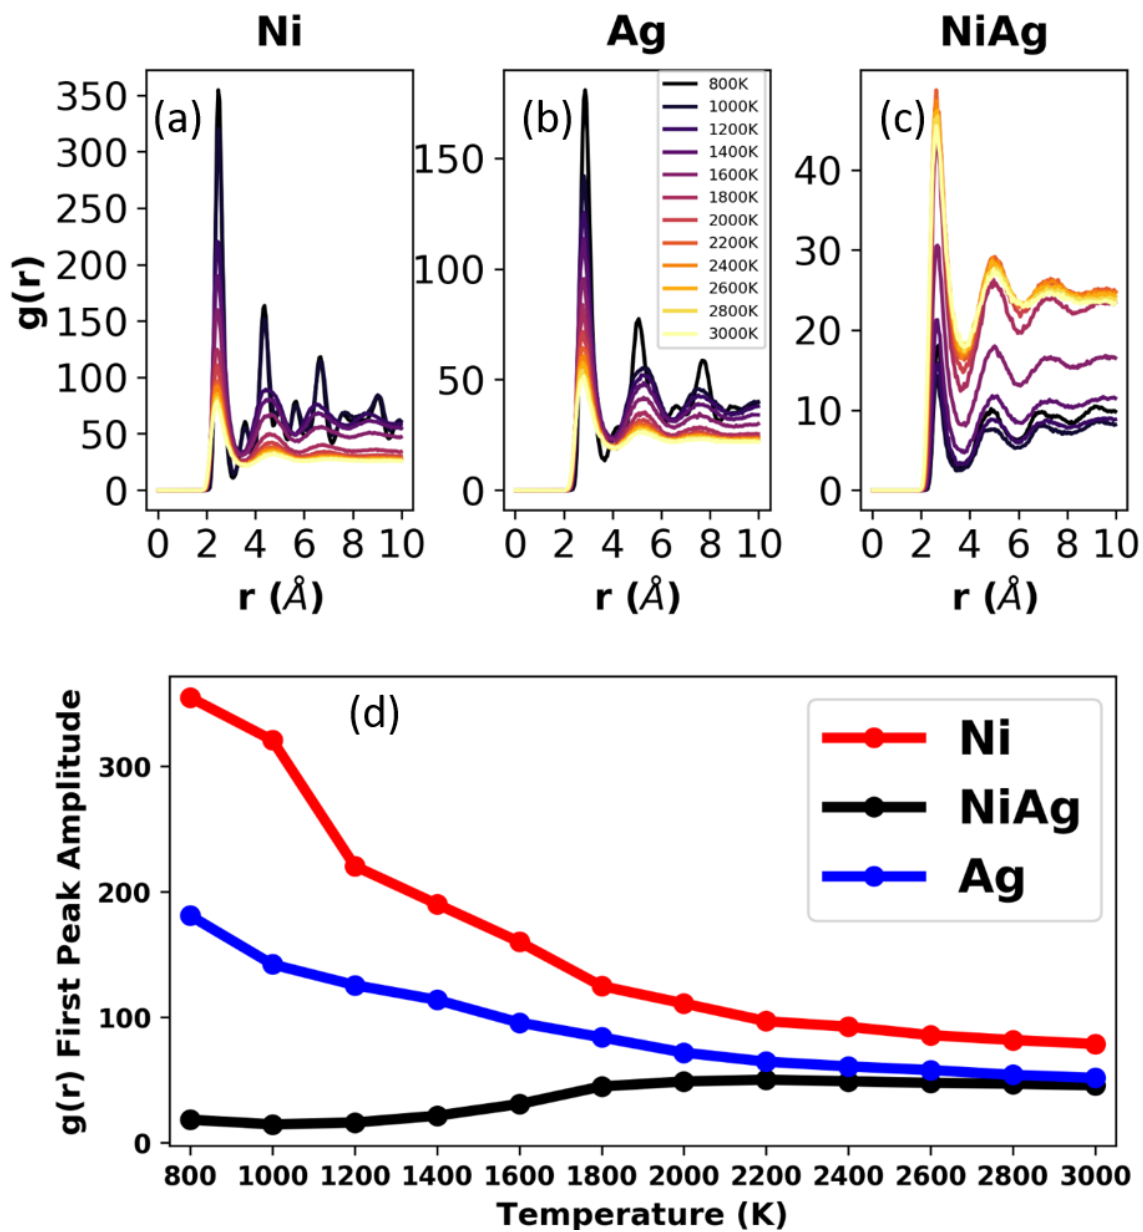 Ni Ag NiAg
(a) (b) (c)
350
300
250
200
150
100
50
0
g(r)
0 2 4 6 8 10
r (Å)
150
100
50
0
800K
1000K
1200K
1400K
1600K
1800K
2000K
2200K
2400K
2600K
2800K
3000K
0 2 4 6 8 10
r (Å)
40
30
20
10
0
0 2 4 6 8 10
r (Å)
(d)
g(r) First Peak Amplitude
300
200
100
0
Ni
NiAg
Ag
800 1000 1200 1400 1600 1800 2000 2200 2400 2600 2800 3000
Temperature (K)